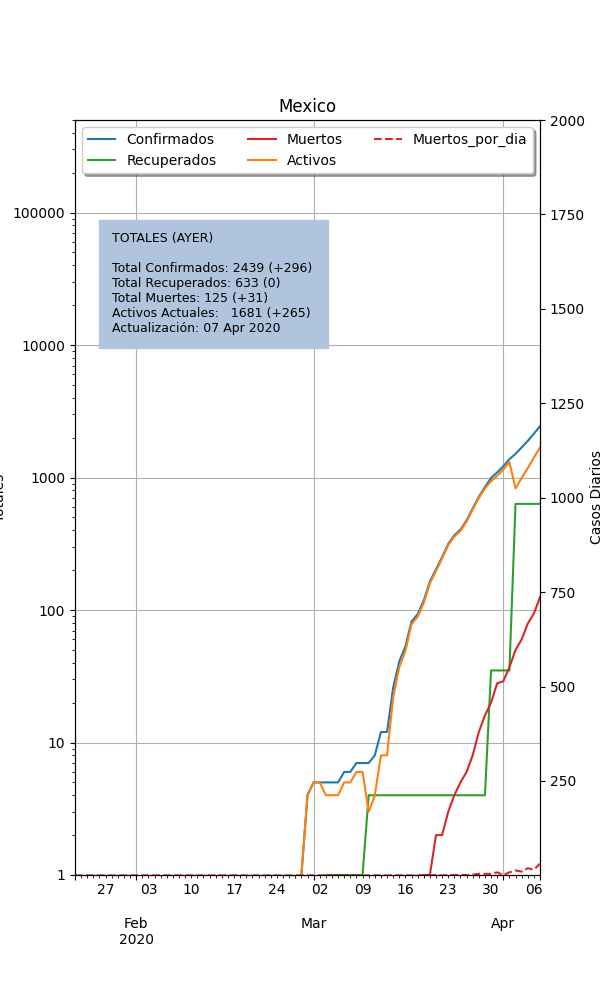 Mexico
Confirmados
Recuperados
Muertos
Activos
Muertos_por_dia
TOTALES (AYER)
Total Confirmados: 2439 (+296)
Total Recuperados: 633 (0)
Total Muertes: 125 (+31)
Activos Actuales: 1681 (+265)
Actualización: 07 Apr 2020
100000
10000
1000
100
10
1
Totales
2000
1750
1500
1250
1000
750
500
250
Casos Diarios
27 03 10 17 24 02 09 16 23 30 06
Feb Mar Apr
2020